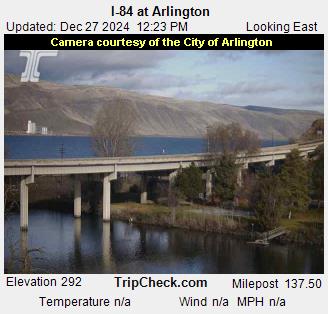 I-84 at Arlington
Updated: Dec 27 2024 12:23 PM Looking East
Camera courtesy of the City of Arlington
Elevation 292 TripCheck.com Milepost 137.50
Temperature n/a Wind n/a MPH n/a